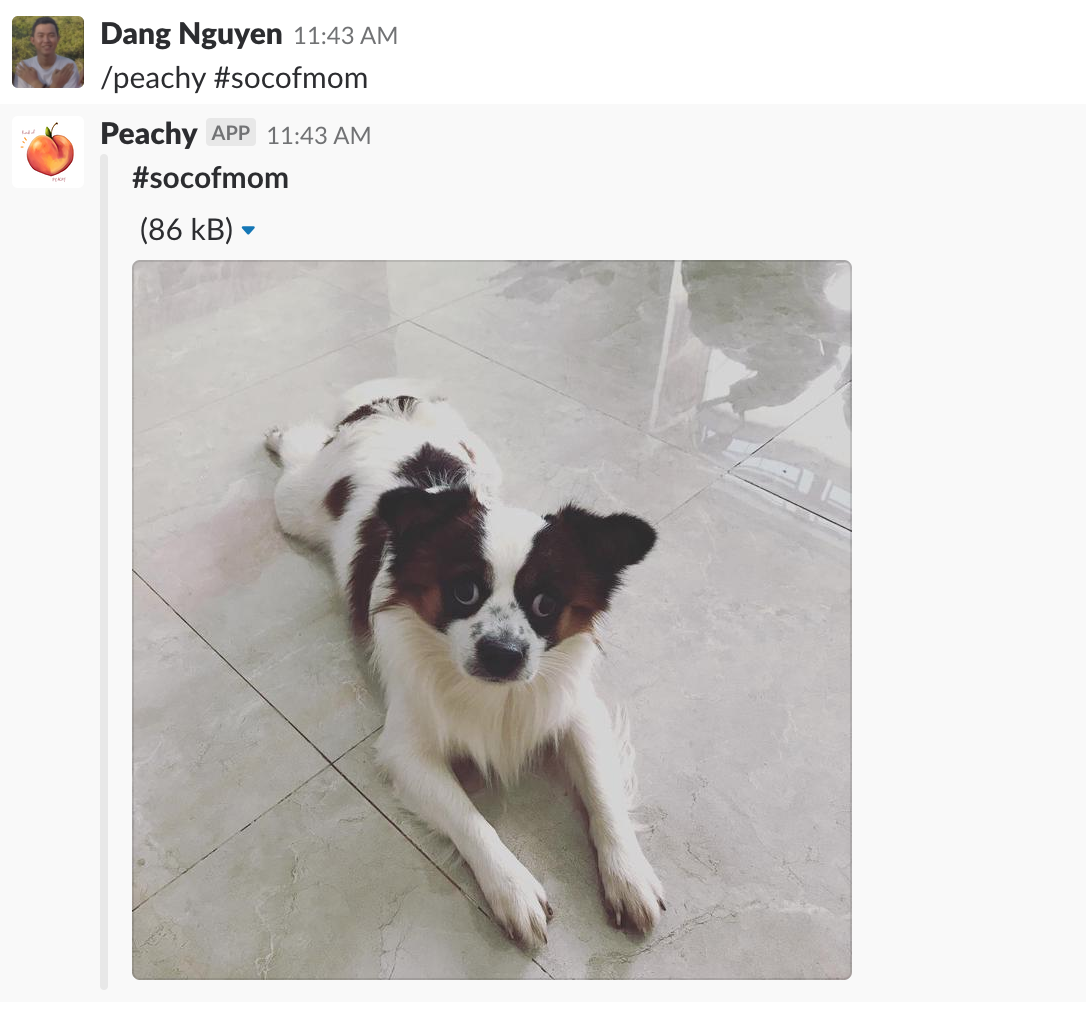 Dang Nguyen 11:43 AM
/peachy #socofmom
Peachy APP 11:43 AM
#socofmom
(86 kB)